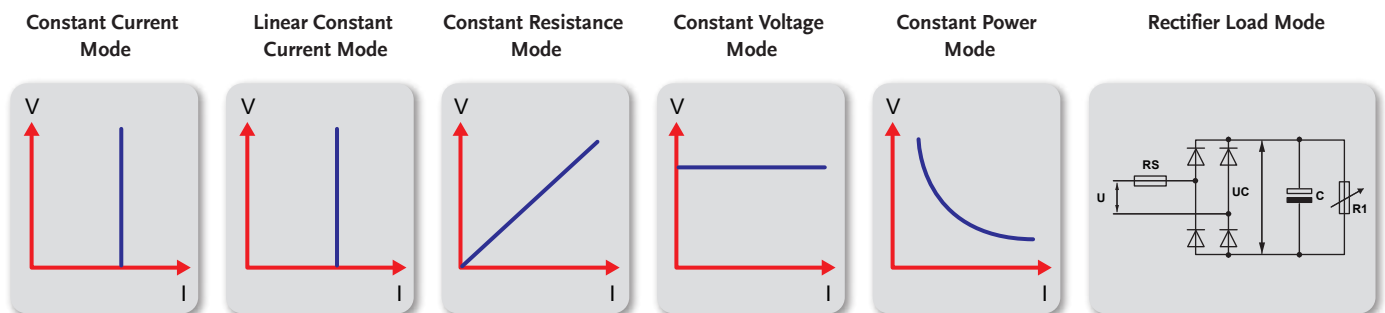 Constant Current
Mode
Linear Constant
Current Mode
Constant Resistance
Mode
Constant Voltage
Mode
Constant Power
Mode
Rectifier Load Mode
V
I
V
I
V
I
V
I
V
I
RS
U
UC
C
R1